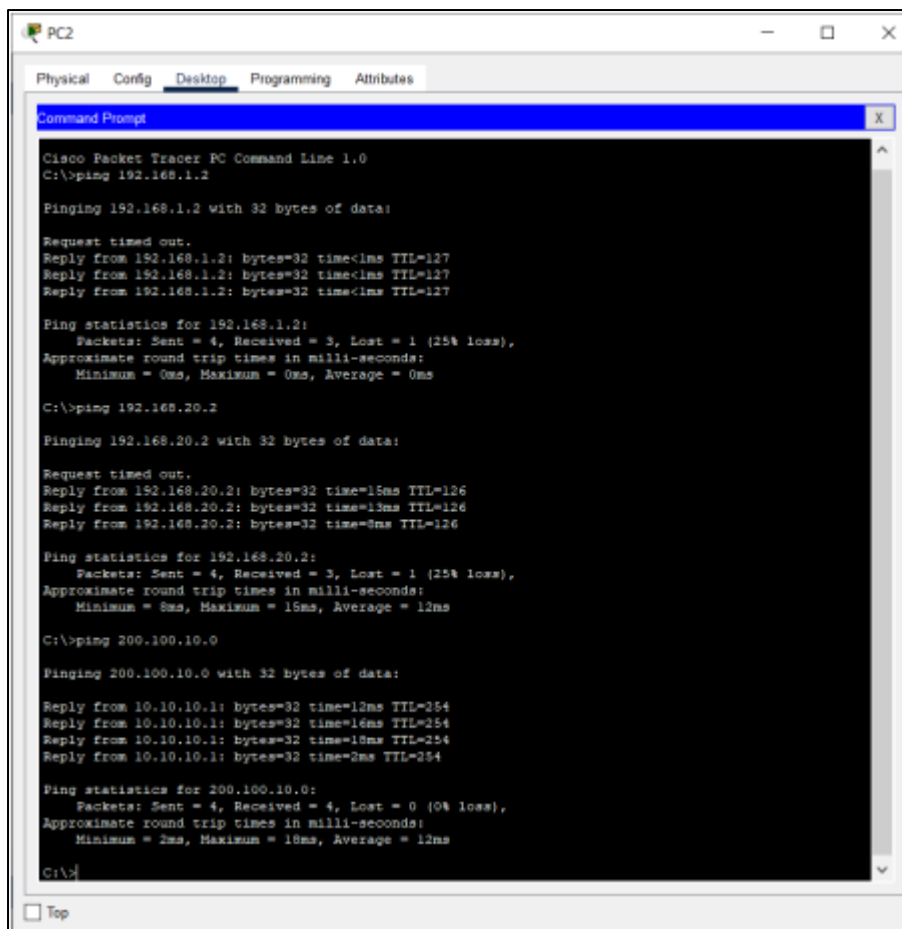 PC2
Physical Config Desktop Programming Attributes
Command Prompt
X
Cisco Packet Tracer PC Command Line 1.0
C:\>ping 192.168.1.2
Pinging 192.168.1.2 with 32 bytes of data:
Request timed out.
Reply from 192.168.1.2: bytes=32 time<1ms TTL=127
Reply from 192.168.1.2: bytes=32 time<1ms TTL=127
Reply from 192.168.1.2: bytes=32 time<1ms TTL=127
Ping statistics for 192.168.1.2:
Packets: Sent = 4, Received = 3, Lost = 1 (25% loss),
Approximate round trip times in milli-seconds:
Minimum = 0ms, Maximum = 0ms, Average = 0ms
C:\>ping 192.168.20.2
Pinging 192.168.20.2 with 32 bytes of data:
Request timed out.
Reply from 192.168.20.2: bytes=32 time=15ms TTL=126
Reply from 192.168.20.2: bytes=32 time=13ms TTL=126
Reply from 192.168.20.2: bytes=32 time=8ms TTL=126
Ping statistics for 192.168.20.2:
Packets: Sent = 4, Received = 3, Lost = 1 (25% loss),
Approximate round trip times in milli-seconds:
Minimum = 8ms, Maximum = 15ms, Average = 12ms
C:\>ping 200.100.10.0
Pinging 200.100.10.0 with 32 bytes of data:
Reply from 10.10.10.1: bytes=32 time=12ms TTL=254
Reply from 10.10.10.1: bytes=32 time=16ms TTL=254
Reply from 10.10.10.1: bytes=32 time=18ms TTL=254
Reply from 10.10.10.1: bytes=32 time=2ms TTL=254
Ping statistics for 200.100.10.0:
Packets: Sent = 4, Received = 4, Lost = 0 (0% loss),
Approximate round trip times in milli-seconds:
Minimum = 2ms, Maximum = 18ms, Average = 12ms
C:\>
Top